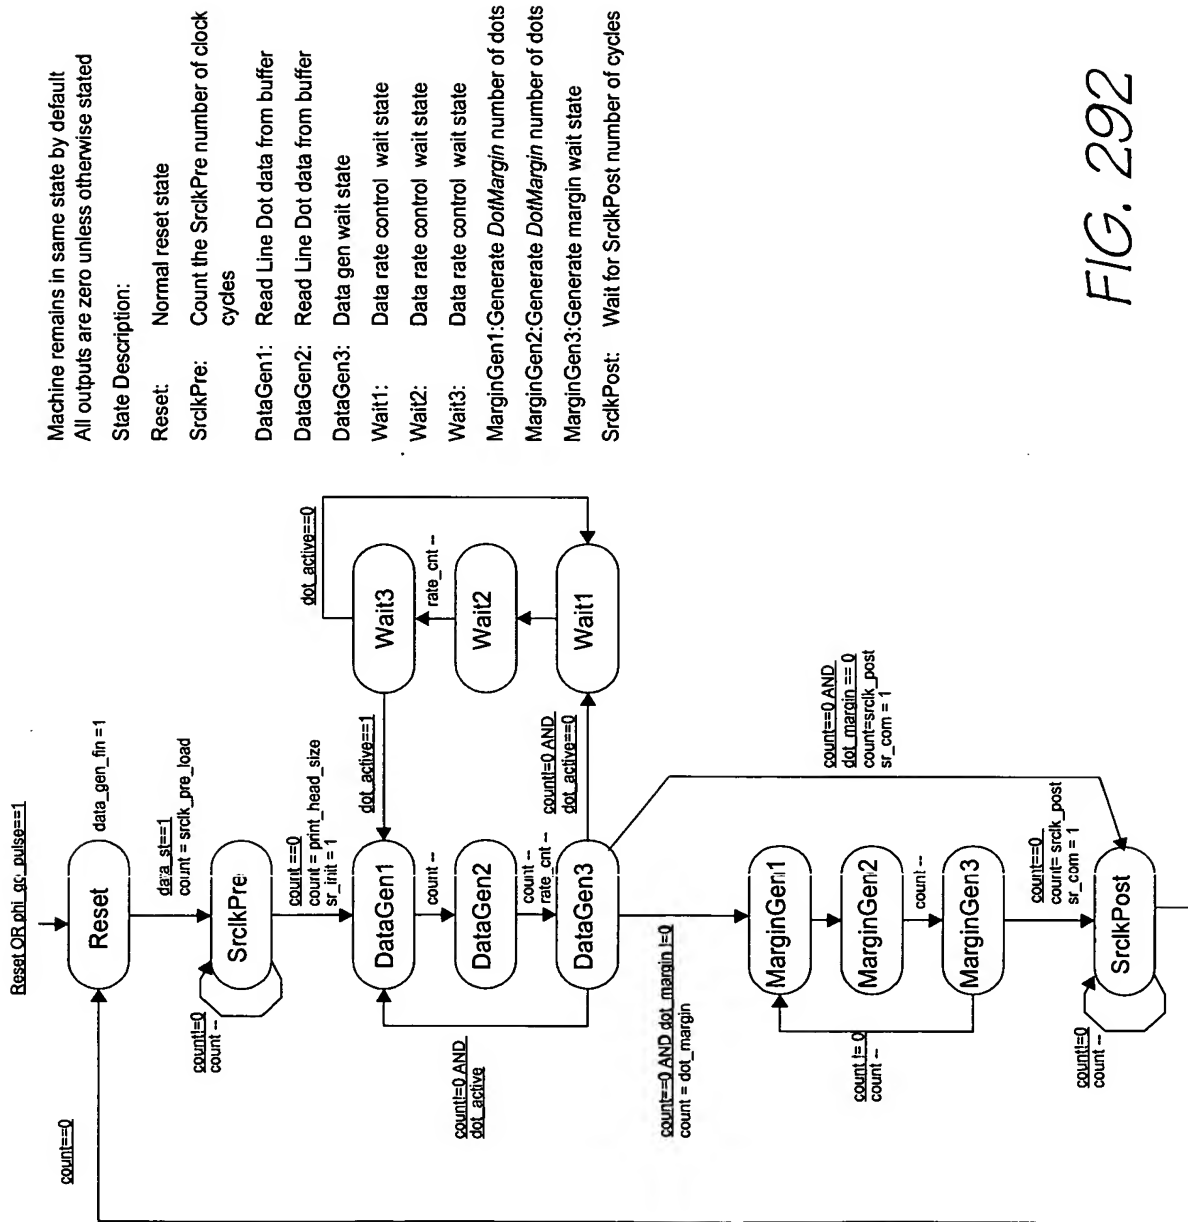 Reset OR phi_go_pulse==1
Reset
data_gen_fin =1
count==0
data_st==1
count = srclk_pre_load
SrclkPre
count!=0
count --
count ==0
count = print_head_size
sr_init = 1
DataGen1
count --
DataGen2
count --
rate_cnt --
DataGen3
count!=0 AND
dot_active
dot_active==1
count!=0 AND
dot_active==0
Wait3
rate_cnt --
Wait2
Wait1
dot_active==0
count==0 AND dot_margin !=0
count = dot_margin
count==0 AND
dot_margin == 0
count=srclk_post
sr_com = 1
MarginGen1
MarginGen2
count --
MarginGen3
count != 0
count --
count==0
count= srclk_post
sr_com = 1
SrclkPost
count!=0
count --
Machine remains in same state by default
All outputs are zero unless otherwise stated
State Description:
Reset: Normal reset state
SrclkPre: Count the SrclkPre number of clock
cycles
DataGen1: Read Line Dot data from buffer
DataGen2: Read Line Dot data from buffer
DataGen3: Data gen wait state
Wait1: Data rate control wait state
Wait2: Data rate control wait state
Wait3: Data rate control wait state
MarginGen1:Generate DotMargin number of dots
MarginGen2:Generate DotMargin number of dots
MarginGen3:Generate margin wait state
SrclkPost: Wait for SrclkPost number of cycles
FIG. 292